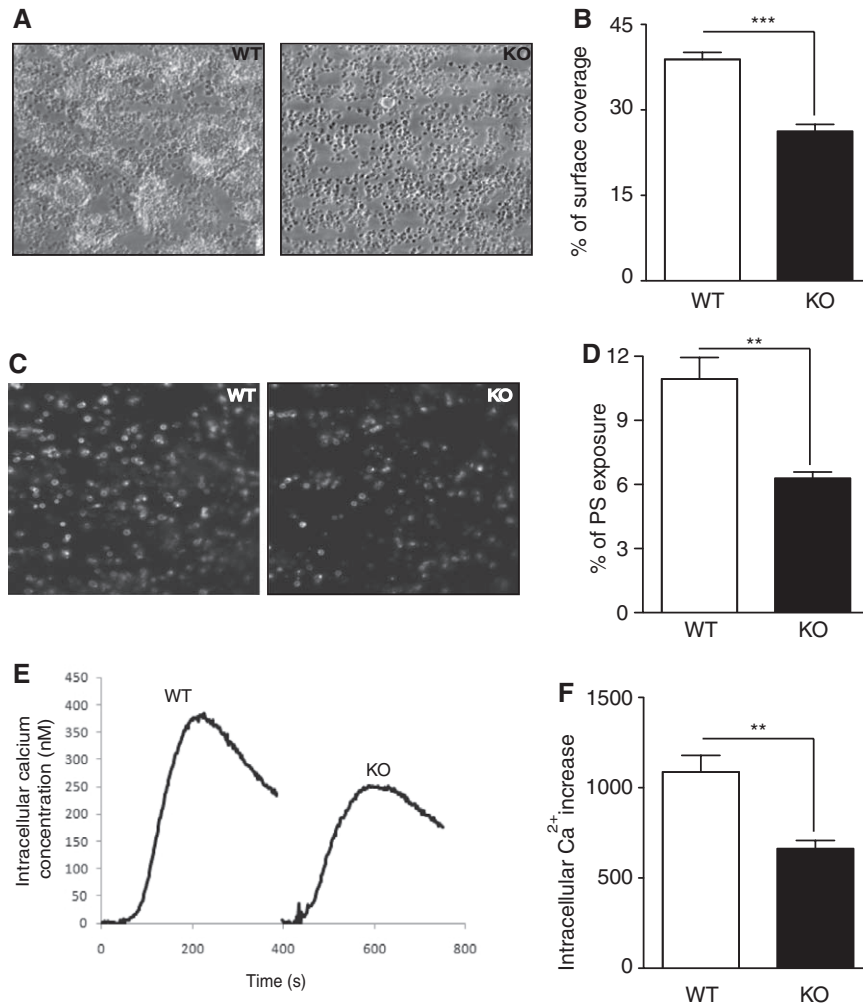 A
WT
KO
B
% of surface coverage
45
30
15
0
***
WT
KO
C
WT
KO
D
% of PS exposure
12
9
6
3
0
**
WT
KO
E
Intracellular calcium
concentration (nM)
450
400
350
300
250
200
150
100
50
0
WT
KO
0
200
400
600
800
Time (s)
F
Intracellular Ca2+ increase
1500
1000
500
0
**
WT
KO